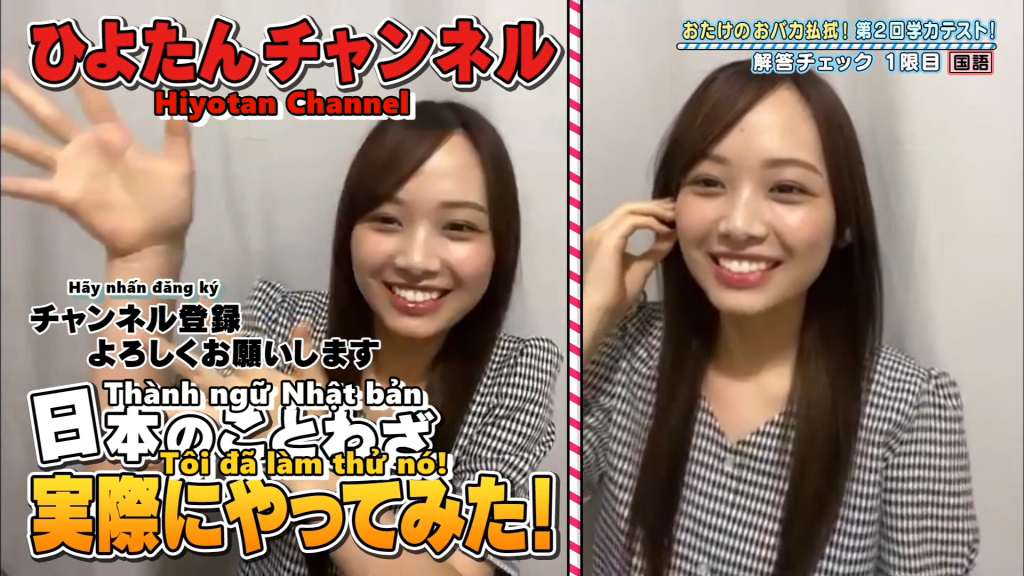 ひよたんチャンネル
Hiyotan Channel
おたけのおバカ払拭!第2回学力テスト!
解答チェック 1限目 国語
Hãy nhấn đăng ký
チャンネル登録
よろしくお願いします
Thành ngữ Nhật bản
日本のことわざ
Tôi đã làm thử nó!
実際にやってみた!